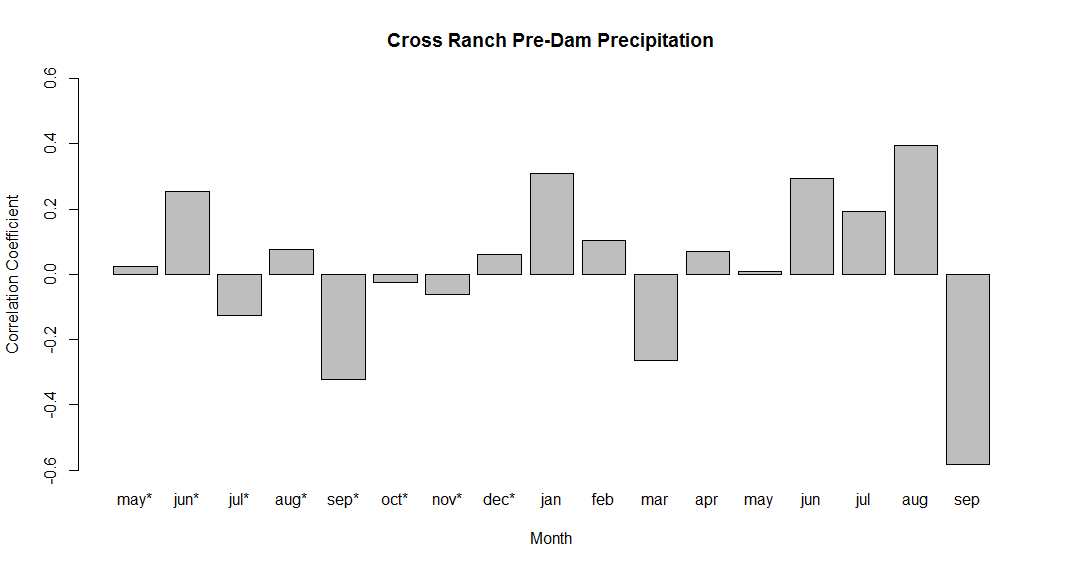 Cross Ranch Pre-Dam Precipitation
Correlation Coefficient
0.6
0.4
0.2
0.0
-0.2
-0.4
-0.6
may* jun* jul* aug* sep* oct* nov* dec* jan feb mar apr may jun jul aug sep
Month